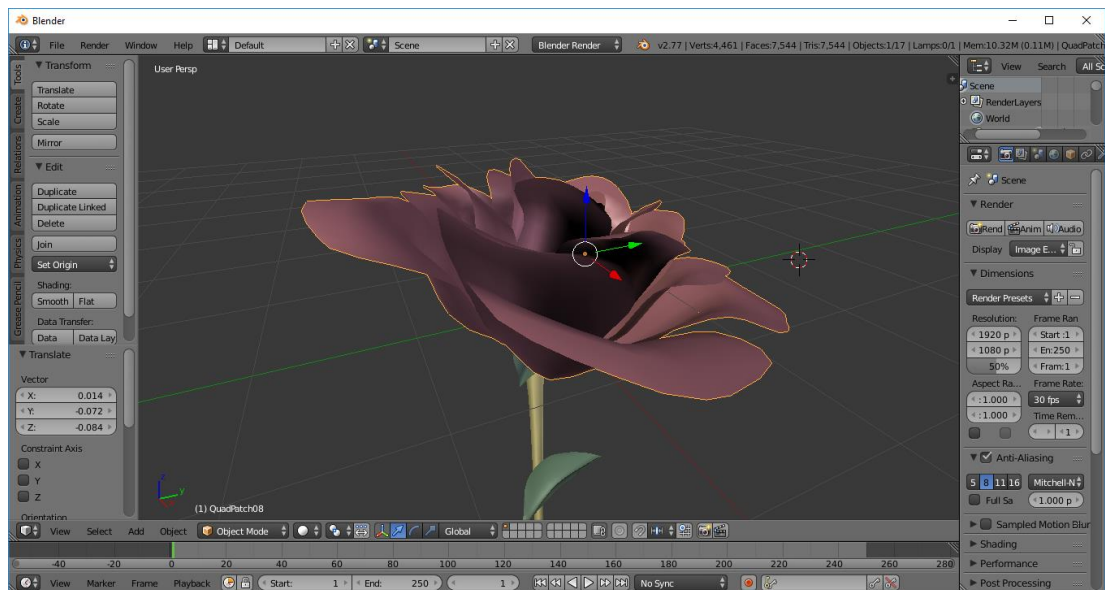 Blender
File Render Window Help Default Scene Blender Render v2.77 | Verts:4,461 | Faces:7,544 | Tris:7,544 | Objects:1/17 | Lamps:0/1 | Mem:10.32M (0.11M) | QuadPatch
Tools
Create
Relations
Animation
Physics
Grease Pencil
Transform
Translate
Rotate
Scale
Mirror
Edit
Duplicate
Duplicate Linked
Delete
Join
Set Origin
Shading:
Smooth Flat
Data Transfer:
Data Data Lay
Translate
Vector
X: 0.014
Y: -0.072
Z: -0.084
Constraint Axis
X
Y
Z
Orientation
User Persp
z
y
(1) QuadPatch08
View Select Add Object Object Mode Global
-40 -20 0 20 40 60 80 100 120 140 160 180 200 220 240 260 280
View Marker Frame Playback Start: 1 End: 250 1 No Sync
View Search All Sc
Scene
RenderLayers
World
Scene
Render
Rend Anim Audio
Display Image E...
Dimensions
Render Presets
Resolution: Frame Ran
1920 p Start :1
1080 p En:250
50% Fram:1
Aspect Ra... Frame Rate:
:1.000 30 fps
:1.000 Time Rem...
1
Anti-Aliasing
5 8 11 16 Mitchell-N
Full Sa 1.000 p
Sampled Motion Blur
Shading
Performance
Post Processing